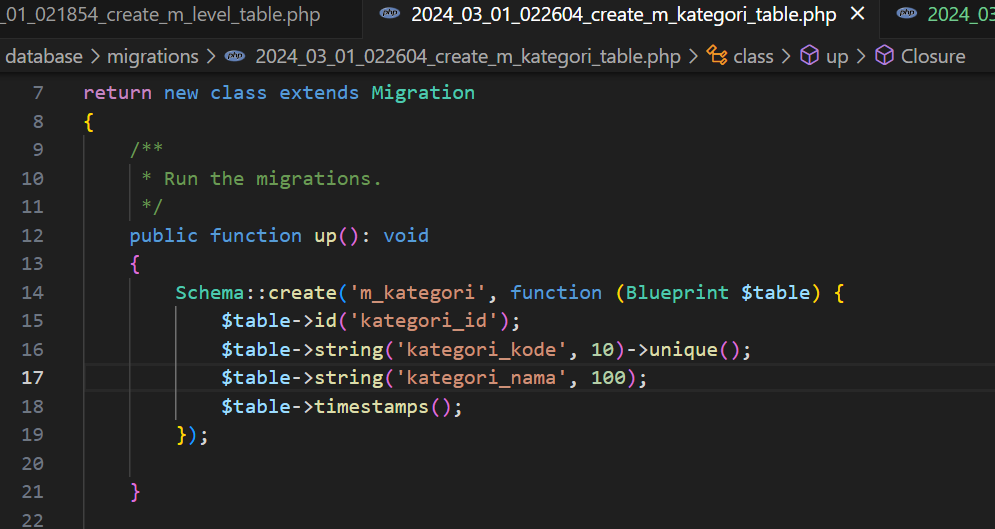 _01_021854_create_m_level_table.php
php 2024_03_01_022604_create_m_kategori_table.php ×
php 2024_03
database > migrations > php 2024_03_01_022604_create_m_kategori_table.php > class > up > Closure
7 return new class extends Migration
8 {
9 /**
10 * Run the migrations.
11 */
12 public function up(): void
13 {
14 Schema::create('m_kategori', function (Blueprint $table) {
15 $table->id('kategori_id');
16 $table->string('kategori_kode', 10)->unique();
17 $table->string('kategori_nama', 100);
18 $table->timestamps();
19 });
20
21 }
22